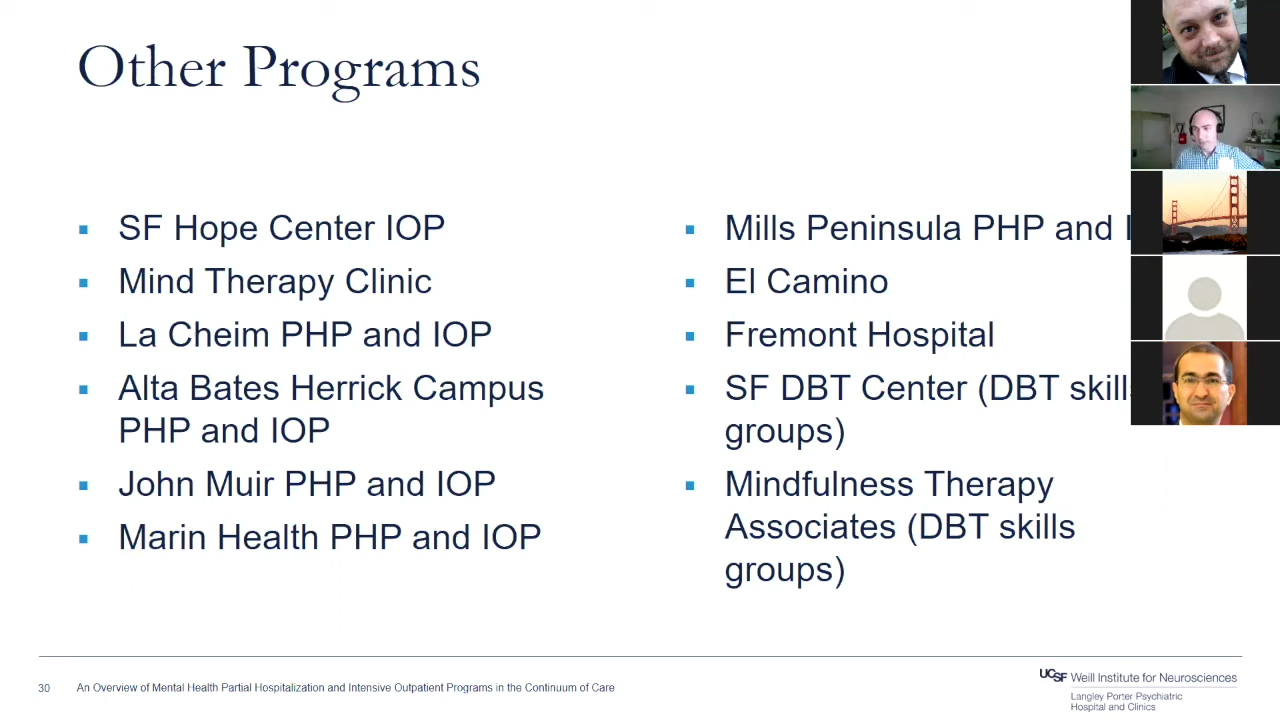 Other Programs
SF Hope Center IOP
Mind Therapy Clinic
La Cheim PHP and IOP
Alta Bates Herrick Campus
PHP and IOP
John Muir PHP and IOP
Marin Health PHP and IOP
Mills Peninsula PHP and
El Camino
Fremont Hospital
SF DBT Center (DBT skills
groups)
Mindfulness Therapy
Associates (DBT skills
groups)
30 An Overview of Mental Health Partial Hospitalization and Intensive Outpatient Programs in the Continuum of Care
UCSF Weill Institute for Neurosciences
Langley Porter Psychiatric
Hospital and Clinics